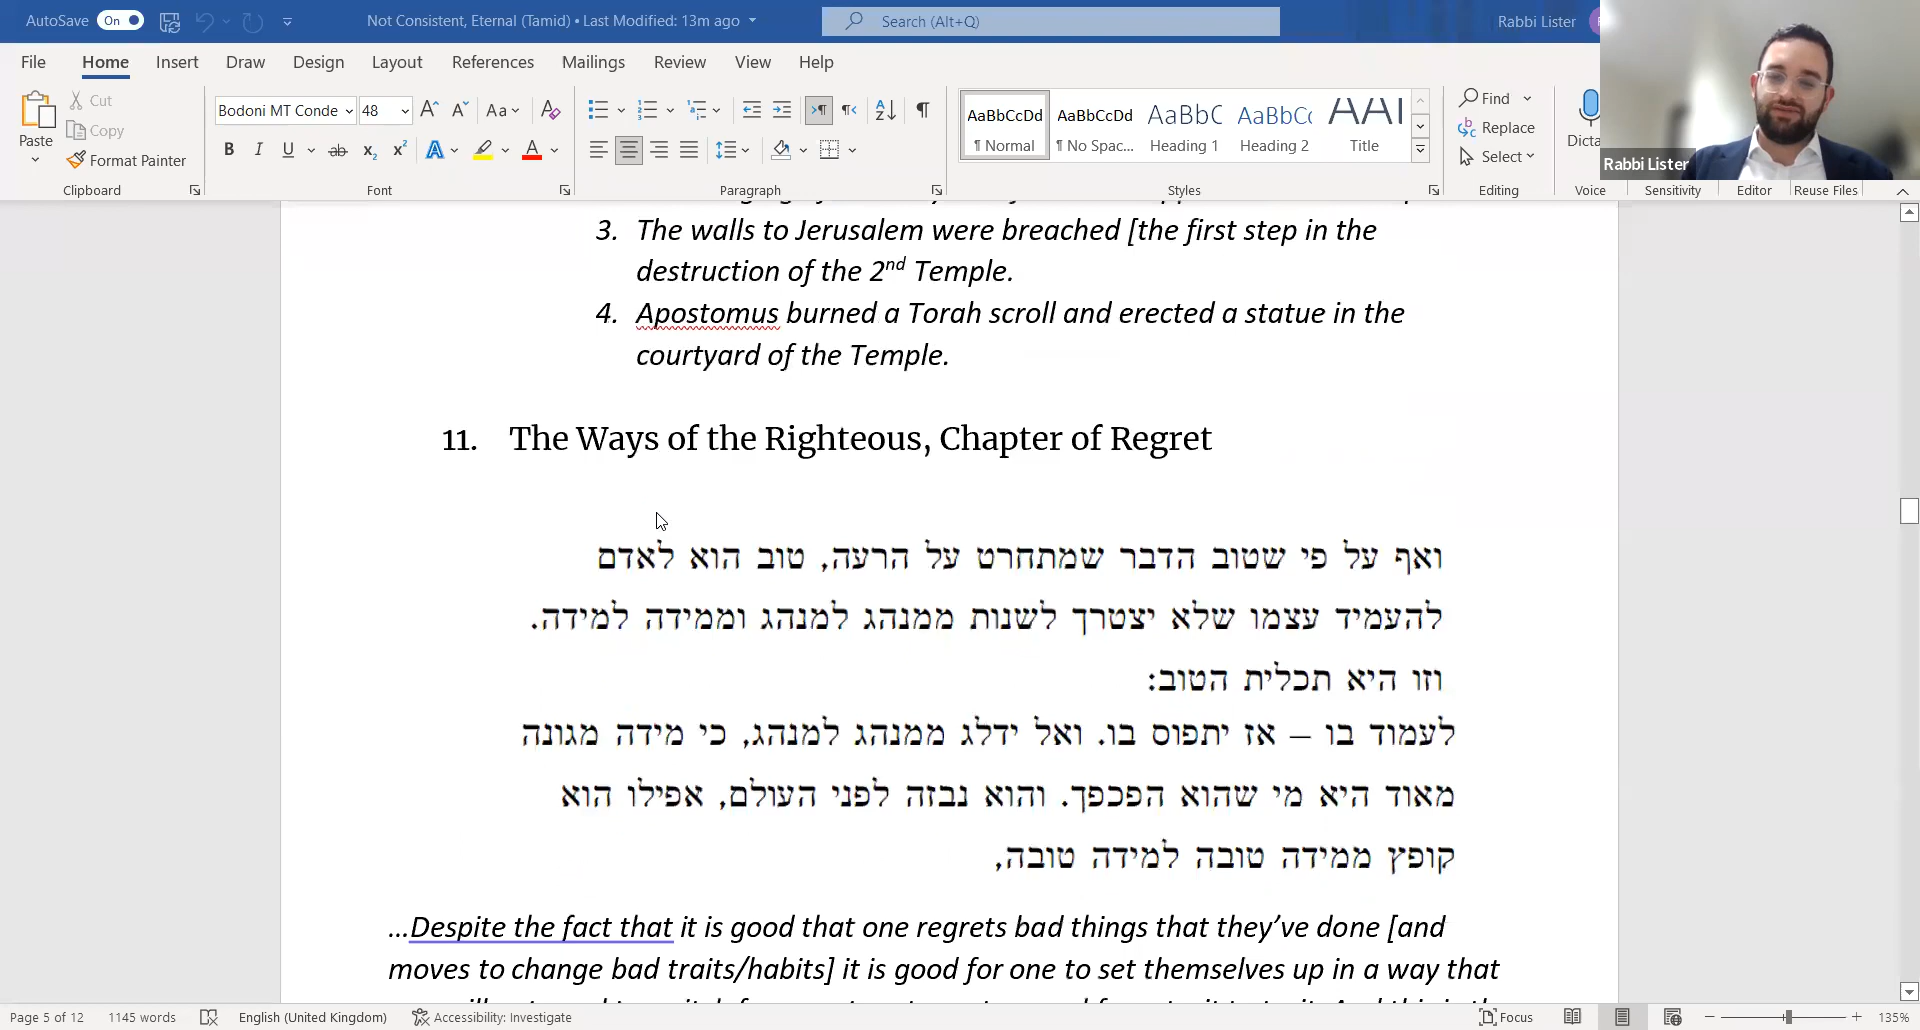 AutoSave On Not Consistent, Eternal (Tamid) • Last Modified: 13m ago Search (Alt+Q) Rabbi Lister
File Home Insert Draw Design Layout References Mailings Review View Help
Paste Cut Copy Format Painter
Bodoni MT Conde 48
AaBbCcDd AaBbCcDd AaBbC AaBbCc AaI
¶ Normal ¶ No Spac... Heading 1 Heading 2 Title
Find Replace Select
Dicta
Rabbi Lister
Clipboard Font Paragraph Styles Editing Voice Sensitivity Editor Reuse Files
3. The walls to Jerusalem were breached [the first step in the
destruction of the 2nd Temple.
4. Apostomus burned a Torah scroll and erected a statue in the
courtyard of the Temple.
11. The Ways of the Righteous, Chapter of Regret
ואף על פי שטוב הדבר שמתחרט על הרעה, טוב הוא לאדם
להעמיד עצמו שלא יצטרך לשנות ממנהג למנהג וממידה למידה.
וזו היא תכלית הטוב:
לעמוד בו – אז יתפוס בו. ואל ידלג ממנהג למנהג, כי מידה מגונה
מאוד היא מי שהוא הפכפך. והוא נבזה לפני העולם, אפילו הוא
קופץ ממידה טובה למידה טובה,
...Despite the fact that it is good that one regrets bad things that they’ve done [and
moves to change bad traits/habits] it is good for one to set themselves up in a way that
Page 5 of 12 1145 words English (United Kingdom) Accessibility: Investigate Focus 135%